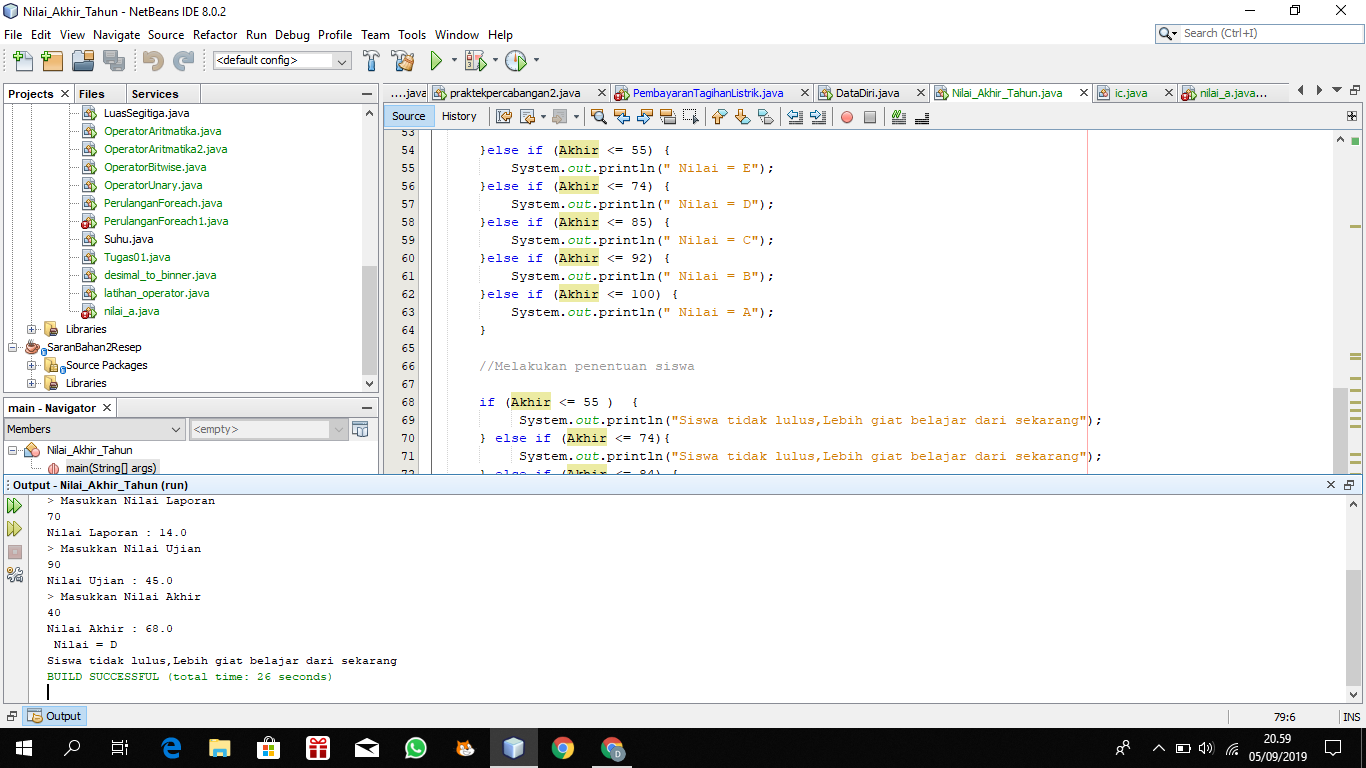 Nilai_Akhir_Tahun - NetBeans IDE 8.0.2
File Edit View Navigate Source Refactor Run Debug Profile Team Tools Window Help
Search (Ctrl+I)
<default config>
Projects Files Services
LuasSegitiga.java
OperatorAritmatika.java
OperatorAritmatika2.java
OperatorBitwise.java
OperatorUnary.java
PerulanganForeach.java
PerulanganForeach1.java
Suhu.java
Tugas01.java
desimal_to_binner.java
latihan_operator.java
nilai_a.java
Libraries
SaranBahan2Resep
Source Packages
Libraries
main - Navigator
Members <empty>
Nilai_Akhir_Tahun
main(String[] args)
....java praktekpercabangan2.java PembayaranTagihanListrik.java DataDiri.java Nilai_Akhir_Tahun.java ic.java nilai_a.java...
Source History
53
54 }else if (Akhir <= 55) {
55 System.out.println(" Nilai = E");
56 }else if (Akhir <= 74) {
57 System.out.println(" Nilai = D");
58 }else if (Akhir <= 85) {
59 System.out.println(" Nilai = C");
60 }else if (Akhir <= 92) {
61 System.out.println(" Nilai = B");
62 }else if (Akhir <= 100) {
63 System.out.println(" Nilai = A");
64 }
65
66 //Melakukan penentuan siswa
67
68 if (Akhir <= 55 ) {
69 System.out.println("Siswa tidak lulus,Lebih giat belajar dari sekarang");
70 } else if (Akhir <= 74){
71 System.out.println("Siswa tidak lulus,Lebih giat belajar dari sekarang");
72 } else if (Akhir <= 84) {
Output - Nilai_Akhir_Tahun (run)
> Masukkan Nilai Laporan
70
Nilai Laporan : 14.0
> Masukkan Nilai Ujian
90
Nilai Ujian : 45.0
> Masukkan Nilai Akhir
40
Nilai Akhir : 68.0
Nilai = D
Siswa tidak lulus,Lebih giat belajar dari sekarang
BUILD SUCCESSFUL (total time: 26 seconds)
Output
79:6 INS
20.59
05/09/2019